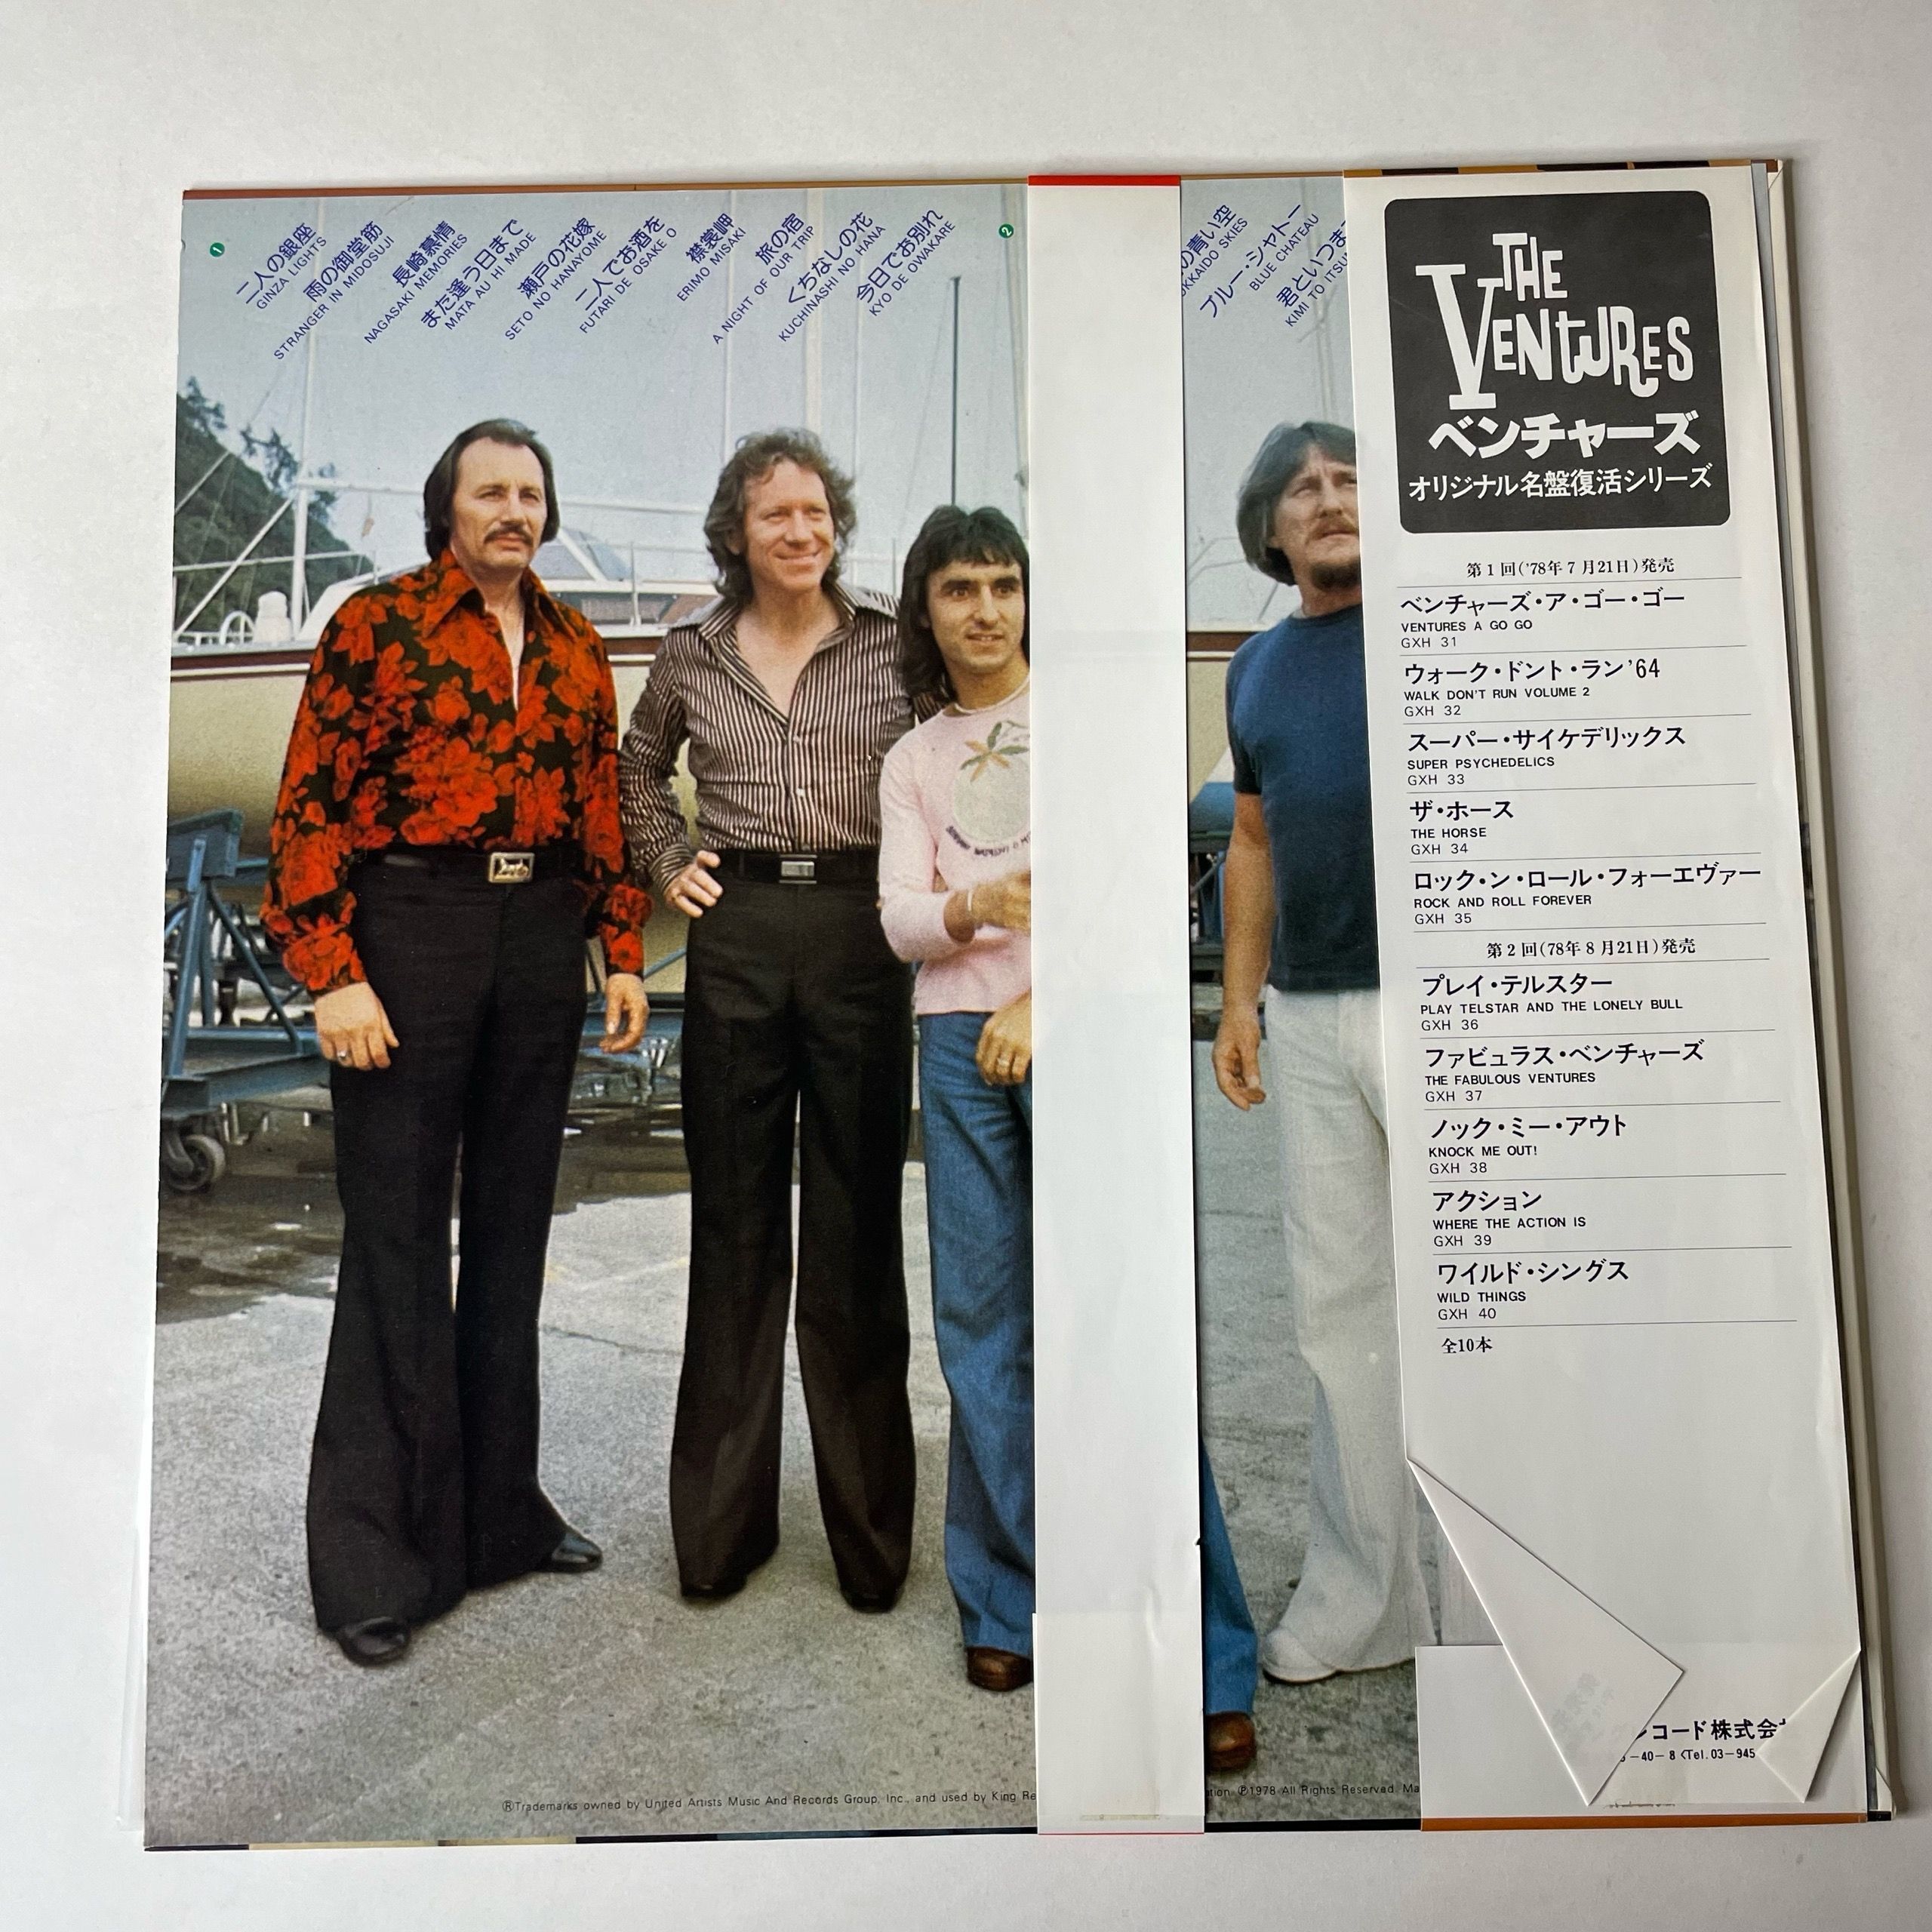 1
二人の銀座
GINZA LIGHTS
雨の御堂筋
STRANGER IN MIDOSUJI
長崎慕情
NAGASAKI MEMORIES
また逢う日まで
MATA AU HI MADE
瀬戸の花嫁
SETO NO HANAYOME
二人でお酒を
FUTARI DE OSAKE O
襟裳岬
ERIMO MISAKI
旅の宿
A NIGHT OF OUR TRIP
くちなしの花
KUCHINASHI NO HANA
今日でお別れ
KYO DE OWAKARE
2
の青い空
OKKAIDO SKIES
ブルー・シャトー
BLUE CHATEAU
君といつま
KIMI TO ITSU
THE
VENTURES
ベンチャーズ
オリジナル名盤復活シリーズ
第1回('78年7月21日)発売
ベンチャーズ・ア・ゴー・ゴー
VENTURES A GO GO
GXH 31
ウォーク・ドント・ラン'64
WALK DON'T RUN VOLUME 2
GXH 32
スーパー・サイケデリックス
SUPER PSYCHEDELICS
GXH 33
ザ・ホース
THE HORSE
GXH 34
ロック・ン・ロール・フォーエヴァー
ROCK AND ROLL FOREVER
GXH 35
第2回(78年8月21日)発売
プレイ・テルスター
PLAY TELSTAR AND THE LONELY BULL
GXH 36
ファビュラス・ベンチャーズ
THE FABULOUS VENTURES
GXH 37
ノック・ミー・アウト
KNOCK ME OUT!
GXH 38
アクション
WHERE THE ACTION IS
GXH 39
ワイルド・シングス
WILD THINGS
GXH 40
全10本
レコード株式会
-40-8 <Tel. 03-945
®Trademarks owned by United Artists Music And Records Group, Inc., and used by King Re
tion ℗1978 All Rights Reserved. Ma